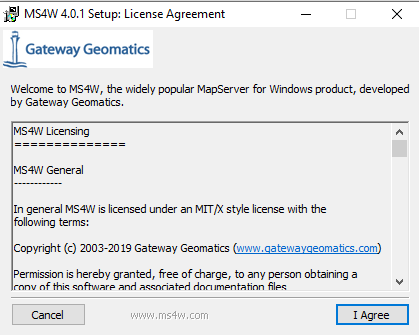 MS4W 4.0.1 Setup: License Agreement
Gateway Geomatics
Welcome to MS4W, the widely popular MapServer for Windows product, developed
by Gateway Geomatics.
MS4W Licensing
==============
MS4W General
------------
In general MS4W is licensed under an MIT/X style license with the
following terms:
Copyright (c) 2003-2019 Gateway Geomatics (www.gatewaygeomatics.com)
Permission is hereby granted, free of charge, to any person obtaining a
copy of this software and associated documentation files
Cancel
www.ms4w.com
I Agree